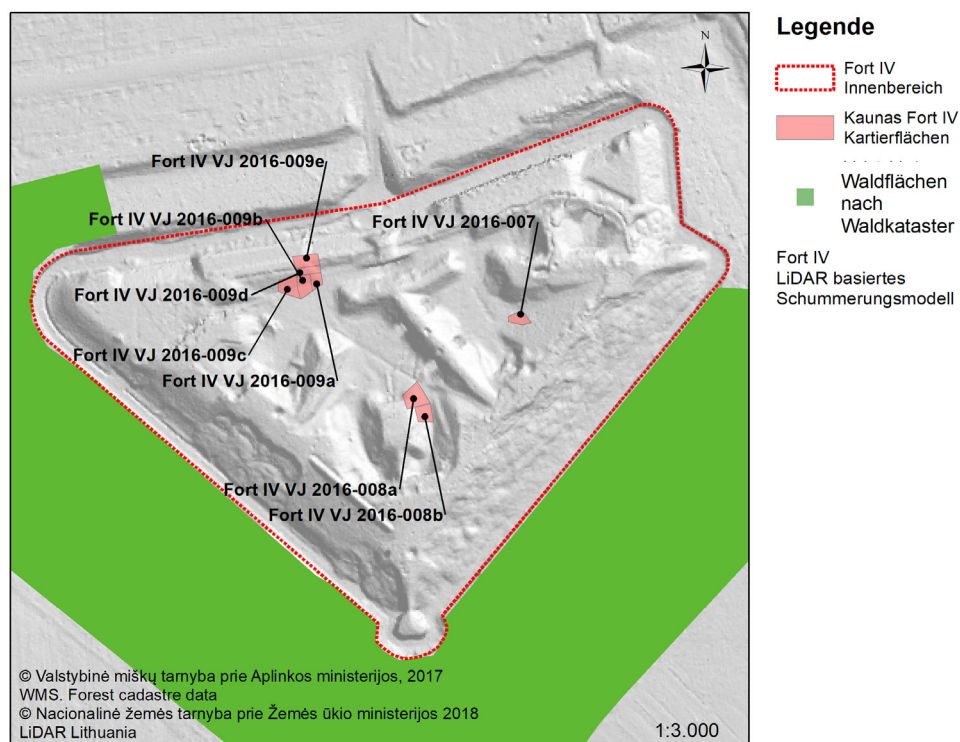 N
Fort IV VJ 2016-009e
Fort IV VJ 2016-009b
Fort IV VJ 2016-007
Fort IV VJ 2016-009d
Fort IV VJ 2016-009c
Fort IV VJ 2016-009a
Fort IV VJ 2016-008a
Fort IV VJ 2016-008b
© Valstybinė miškų tarnyba prie Aplinkos ministerijos, 2017
WMS. Forest cadastre data
© Nacionalinė žemės tarnyba prie Žemės ūkio ministerijos 2018
LiDAR Lithuania
1:3.000
Legende
Fort IV
Innenbereich
Kaunas Fort IV
Kartierflächen
Waldflächen
nach
Waldkataster
Fort IV
LiDAR basiertes
Schummerungsmodell